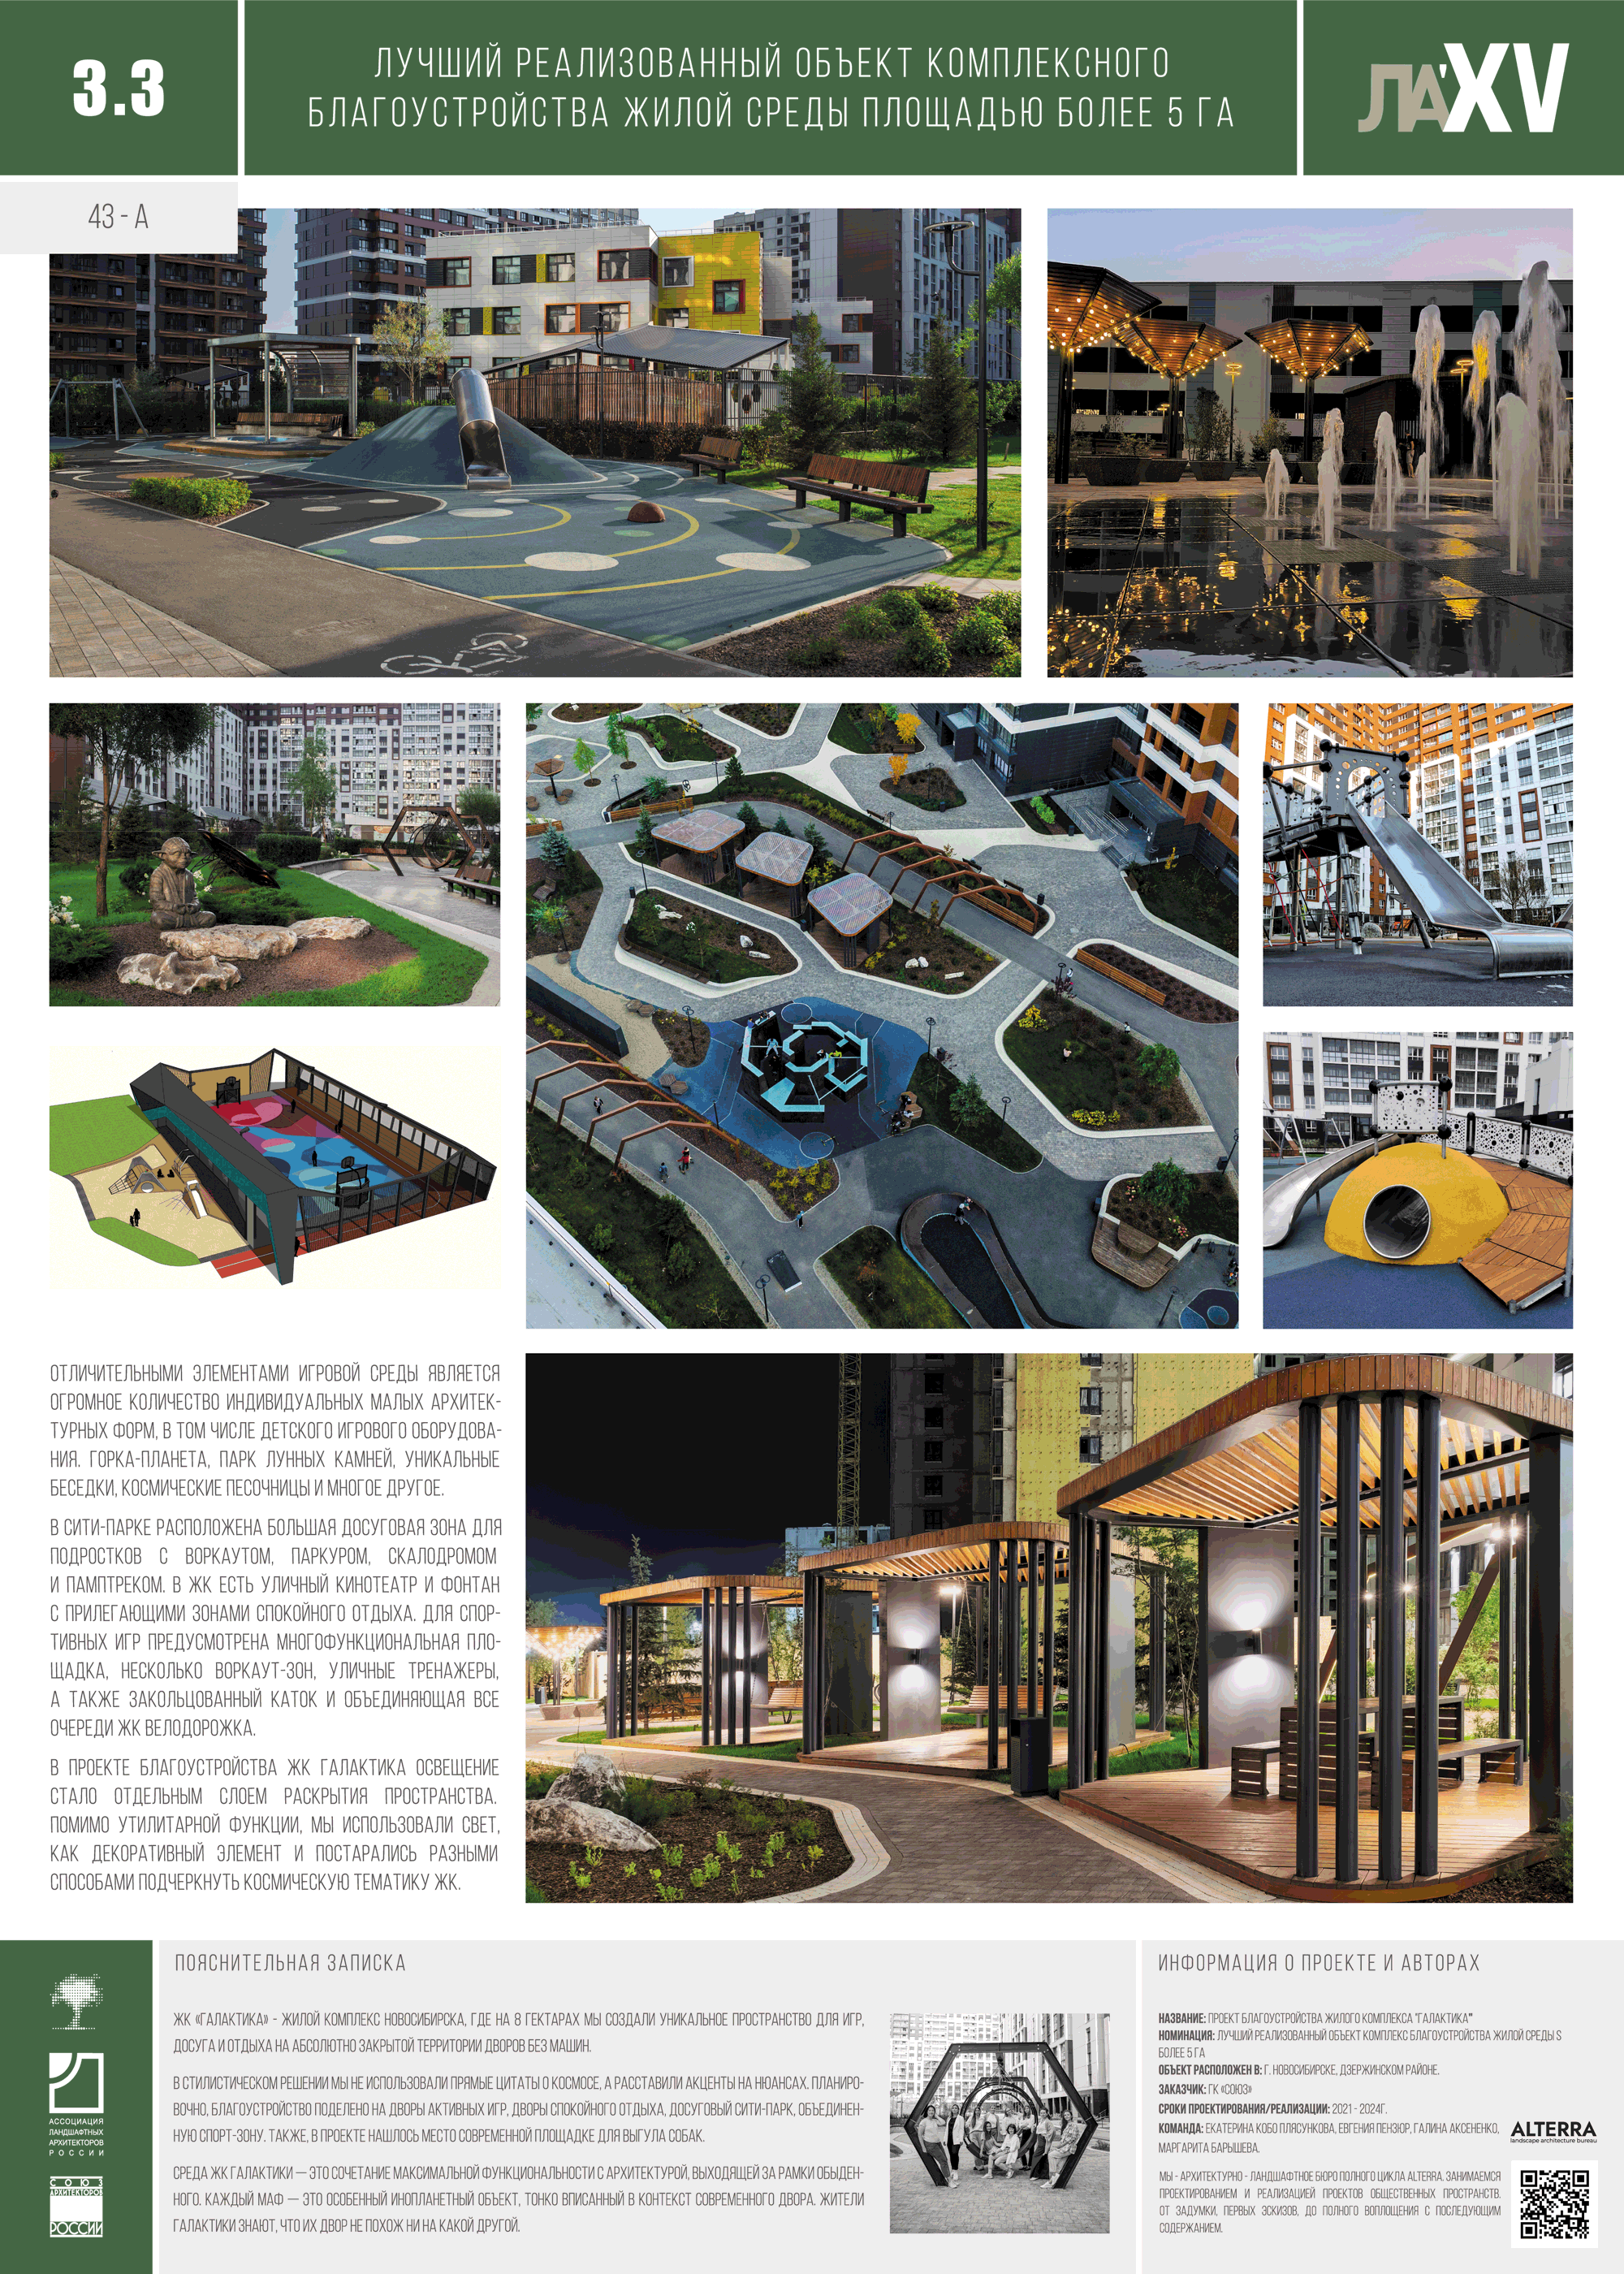 3.3
ЛУЧШИЙ РЕАЛИЗОВАННЫЙ ОБЪЕКТ КОМПЛЕКСНОГО
БЛАГОУСТРОЙСТВА ЖИЛОЙ СРЕДЫ ПЛОЩАДЬЮ БОЛЕЕ 5 ГА
ЛА'XV
43 - А
ОТЛИЧИТЕЛЬНЫМИ ЭЛЕМЕНТАМИ ИГРОВОЙ СРЕДЫ ЯВЛЯЕТСЯ
ОГРОМНОЕ КОЛИЧЕСТВО ИНДИВИДУАЛЬНЫХ МАЛЫХ АРХИТЕК-
ТУРНЫХ ФОРМ, В ТОМ ЧИСЛЕ ДЕТСКОГО ИГРОВОГО ОБОРУДОВА-
НИЯ. ГОРКА-ПЛАНЕТА, ПАРК ЛУННЫХ КАМНЕЙ, УНИКАЛЬНЫЕ
БЕСЕДКИ, КОСМИЧЕСКИЕ ПЕСОЧНИЦЫ И МНОГОЕ ДРУГОЕ.
В СИТИ-ПАРКЕ РАСПОЛОЖЕНА БОЛЬШАЯ ДОСУГОВАЯ ЗОНА ДЛЯ
ПОДРОСТКОВ С ВОРКАУТОМ, ПАРКУРОМ, СКАЛОДРОМОМ
И ПАМПТРЕКОМ. В ЖК ЕСТЬ УЛИЧНЫЙ КИНОТЕАТР И ФОНТАН
С ПРИЛЕГАЮЩИМИ ЗОНАМИ СПОКОЙНОГО ОТДЫХА. ДЛЯ СПОР-
ТИВНЫХ ИГР ПРЕДУСМОТРЕНА МНОГОФУНКЦИОНАЛЬНАЯ ПЛО-
ЩАДКА, НЕСКОЛЬКО ВОРКАУТ-ЗОН, УЛИЧНЫЕ ТРЕНАЖЕРЫ,
А ТАКЖЕ ЗАКОЛЬЦОВАННЫЙ КАТОК И ОБЪЕДИНЯЮЩАЯ ВСЕ
ОЧЕРЕДИ ЖК ВЕЛОДОРОЖКА.
В ПРОЕКТЕ БЛАГОУСТРОЙСТВА ЖК ГАЛАКТИКА ОСВЕЩЕНИЕ
СТАЛО ОТДЕЛЬНЫМ СЛОЕМ РАСКРЫТИЯ ПРОСТРАНСТВА.
ПОМИМО УТИЛИТАРНОЙ ФУНКЦИИ, МЫ ИСПОЛЬЗОВАЛИ СВЕТ,
КАК ДЕКОРАТИВНЫЙ ЭЛЕМЕНТ И ПОСТАРАЛИСЬ РАЗНЫМИ
СПОСОБАМИ ПОДЧЕРКНУТЬ КОСМИЧЕСКУЮ ТЕМАТИКУ ЖК.
АССОЦИАЦИЯ
ЛАНДШАФТНЫХ
АРХИТЕКТОРОВ
РОССИИ
СОЮЗ
АРХИТЕКТОРОВ
РОССИИ
ПОЯСНИТЕЛЬНАЯ ЗАПИСКА
ЖК «ГАЛАКТИКА» - ЖИЛОЙ КОМПЛЕКС НОВОСИБИРСКА, ГДЕ НА 8 ГЕКТАРАХ МЫ СОЗДАЛИ УНИКАЛЬНОЕ ПРОСТРАНСТВО ДЛЯ ИГР,
ДОСУГА И ОТДЫХА НА АБСОЛЮТНО ЗАКРЫТОЙ ТЕРРИТОРИИ ДВОРОВ БЕЗ МАШИН.
В СТИЛИСТИЧЕСКОМ РЕШЕНИИ МЫ НЕ ИСПОЛЬЗОВАЛИ ПРЯМЫЕ ЦИТАТЫ О КОСМОСЕ, А РАССТАВИЛИ АКЦЕНТЫ НА НЮАНСАХ. ПЛАНИРО-
ВОЧНО, БЛАГОУСТРОЙСТВО ПОДЕЛЕНО НА ДВОРЫ АКТИВНЫХ ИГР, ДВОРЫ СПОКОЙНОГО ОТДЫХА, ДОСУГОВЫЙ СИТИ-ПАРК, ОБЪЕДИНЕН-
НУЮ СПОРТ-ЗОНУ. ТАКЖЕ, В ПРОЕКТЕ НАШЛОСЬ МЕСТО СОВРЕМЕННОЙ ПЛОЩАДКЕ ДЛЯ ВЫГУЛА СОБАК.
СРЕДА ЖК ГАЛАКТИКИ — ЭТО СОЧЕТАНИЕ МАКСИМАЛЬНОЙ ФУНКЦИОНАЛЬНОСТИ С АРХИТЕКТУРОЙ, ВЫХОДЯЩЕЙ ЗА РАМКИ ОБЫДЕН-
НОГО. КАЖДЫЙ МАФ — ЭТО ОСОБЕННЫЙ ИНОПЛАНЕТНЫЙ ОБЪЕКТ, ТОНКО ВПИСАННЫЙ В КОНТЕКСТ СОВРЕМЕННОГО ДВОРА. ЖИТЕЛИ
ГАЛАКТИКИ ЗНАЮТ, ЧТО ИХ ДВОР НЕ ПОХОЖ НИ НА КАКОЙ ДРУГОЙ.
ИНФОРМАЦИЯ О ПРОЕКТЕ И АВТОРАХ
НАЗВАНИЕ: ПРОЕКТ БЛАГОУСТРОЙСТВА ЖИЛОГО КОМПЛЕКСА "ГАЛАКТИКА"
НОМИНАЦИЯ: ЛУЧШИЙ РЕАЛИЗОВАННЫЙ ОБЪЕКТ КОМПЛЕКС БЛАГОУСТРОЙСТВА ЖИЛОЙ СРЕДЫ S
БОЛЕЕ 5 ГА
ОБЪЕКТ РАСПОЛОЖЕН В: Г. НОВОСИБИРСКЕ, ДЗЕРЖИНСКОМ РАЙОНЕ.
ЗАКАЗЧИК: ГК «СОЮЗ»
СРОКИ ПРОЕКТИРОВАНИЯ/РЕАЛИЗАЦИИ: 2021 - 2024Г.
КОМАНДА: ЕКАТЕРИНА КОБО ПЛЯСУНКОВА, ЕВГЕНИЯ ПЕНЗЮР, ГАЛИНА АКСЕНЕНКО,
МАРГАРИТА БАРЫШЕВА.
ALTERRA
landscape architecture bureau
МЫ - АРХИТЕКТУРНО - ЛАНДШАФТНОЕ БЮРО ПОЛНОГО ЦИКЛА ALTERRA. ЗАНИМАЕМСЯ
ПРОЕКТИРОВАНИЕМ И РЕАЛИЗАЦИЕЙ ПРОЕКТОВ ОБЩЕСТВЕННЫХ ПРОСТРАНСТВ.
ОТ ЗАДУМКИ, ПЕРВЫХ ЭСКИЗОВ, ДО ПОЛНОГО ВОПЛОЩЕНИЯ С ПОСЛЕДУЮЩИМ
СОДЕРЖАНИЕМ.